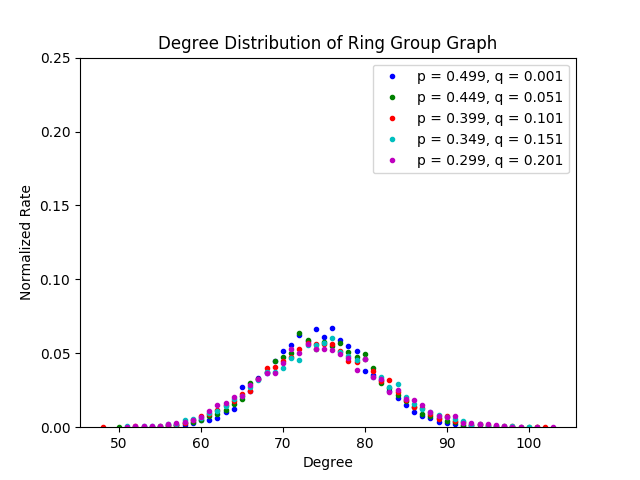 Degree Distribution of Ring Group Graph
0.25
0.20
0.15
0.10
0.05
0.00
Normalized Rate
p = 0.499, q = 0.001
p = 0.449, q = 0.051
p = 0.399, q = 0.101
p = 0.349, q = 0.151
p = 0.299, q = 0.201
50 60 70 80 90 100
Degree